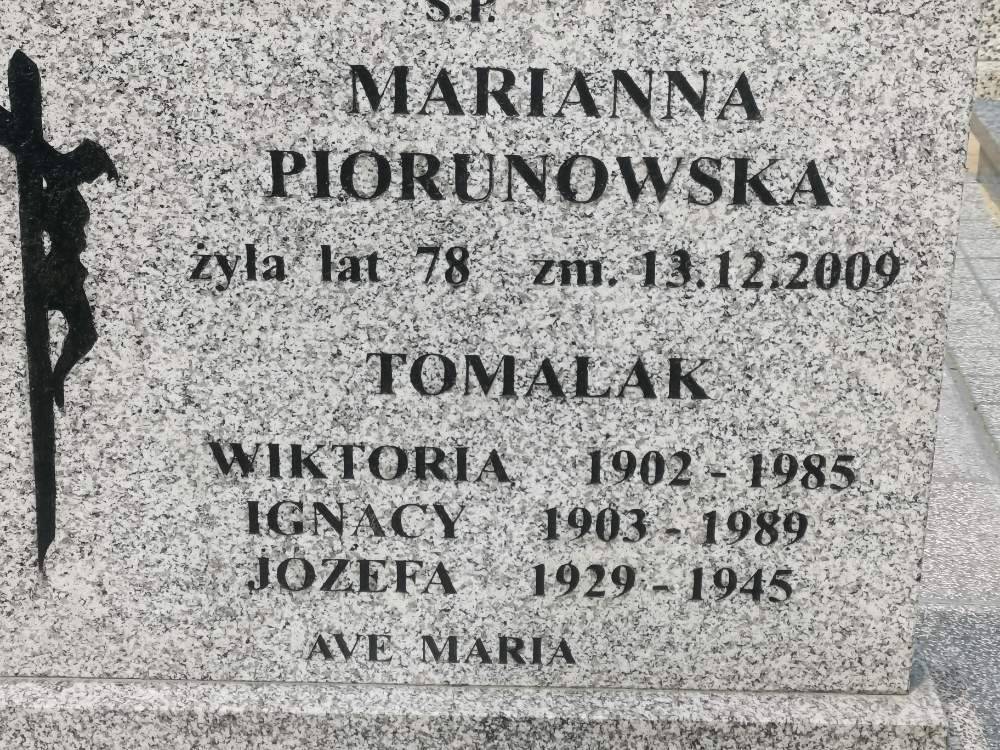 Ś.P.
MARIANNA
PIORUNOWSKA
żyła lat 78 zm. 13.12.2009
TOMALAK
WIKTORIA 1902 - 1985
IGNACY 1903 - 1989
JÓZEFA 1929 - 1945
AVE MARIA